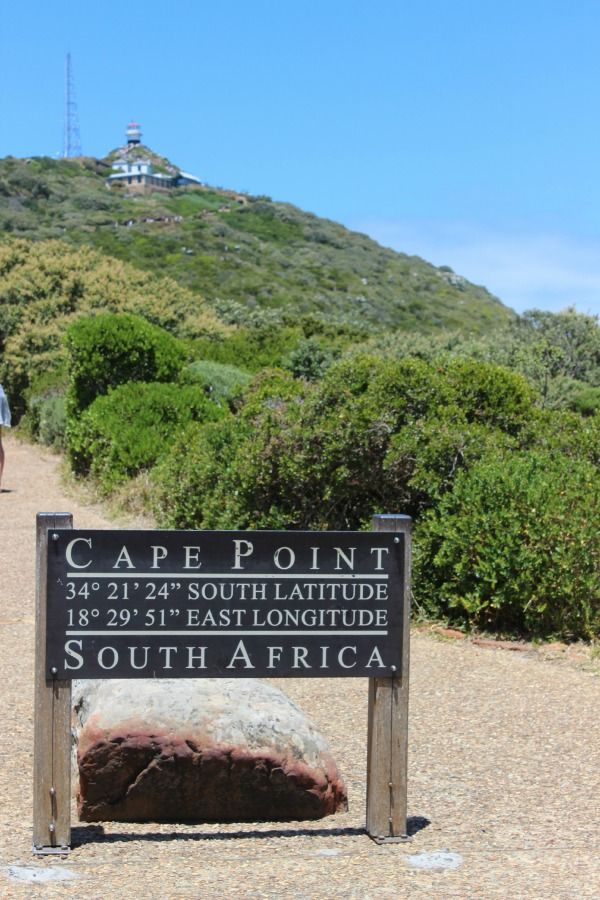 CAPE POINT
34° 21' 24” SOUTH LATITUDE
18° 29' 51” EAST LONGITUDE
SOUTH AFRICA